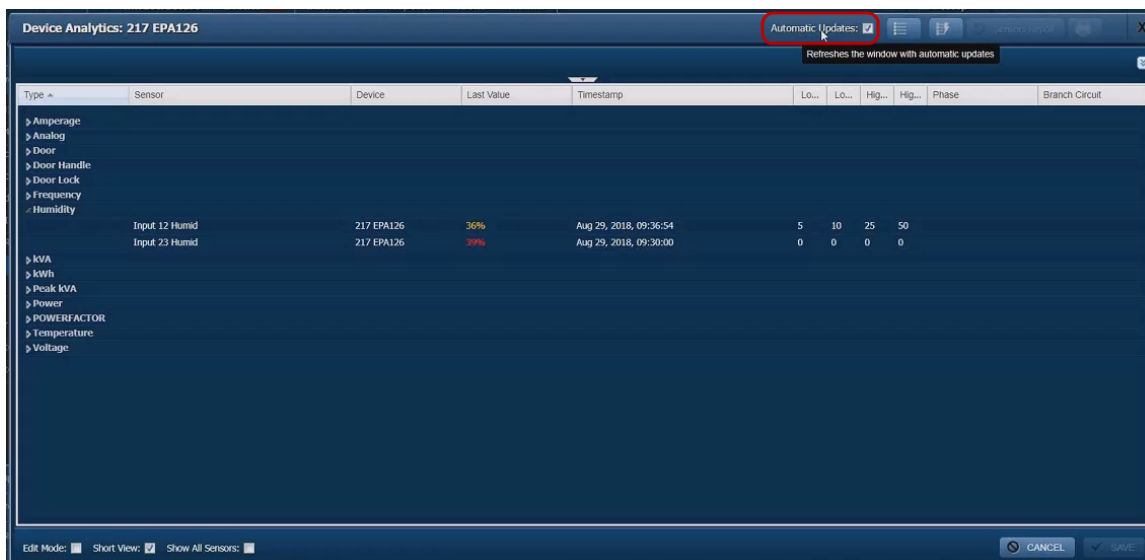 Device Analytics: 217 EPA126 Automatic Updates: X
Refreshes the window with automatic updates
Type Sensor Device Last Value Timestamp Lo... Lo... Hig... Hig... Phase Branch Circuit
Amperage
Analog
Door
Door Handle
Door Lock
Frequency
Humidity
Input 12 Humid 217 EPA126 36% Aug 29, 2018, 09:36:54 5 10 25 50
Input 23 Humid 217 EPA126 39% Aug 29, 2018, 09:30:00 0 0 0 0
kVA
kWh
Peak kVA
Power
POWERFACTOR
Temperature
Voltage
Edit Mode: Short View: Show All Sensors: CANCEL SAVE